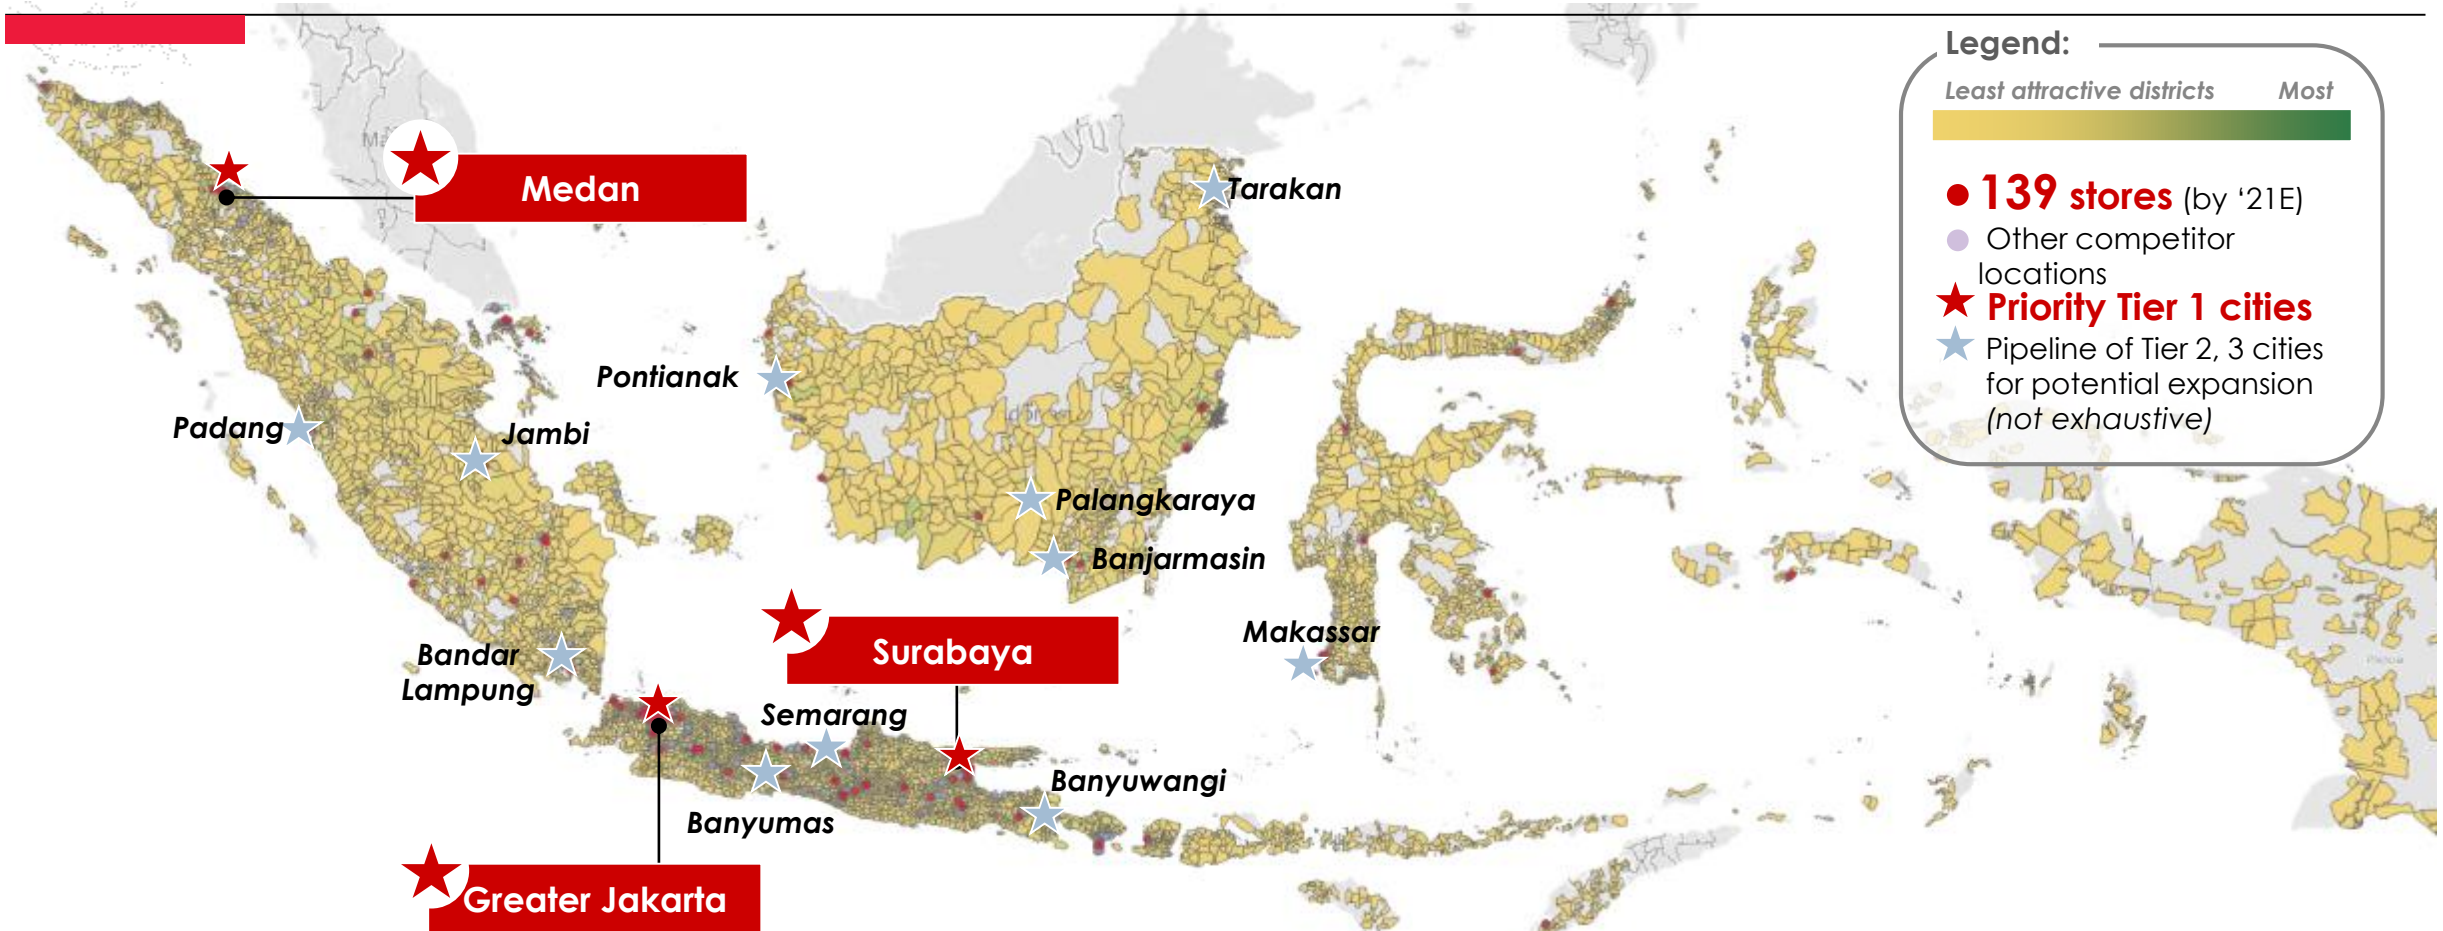 Legend:
Least attractive districts Most
139 stores (by ‘21E)
Other competitor
locations
Priority Tier 1 cities
Pipeline of Tier 2, 3 cities
for potential expansion
(not exhaustive)
Medan
Tarakan
Pontianak
Padang
Jambi
Palangkaraya
Banjarmasin
Surabaya
Makassar
Bandar
Lampung
Semarang
Banyuwangi
Banyumas
Greater Jakarta